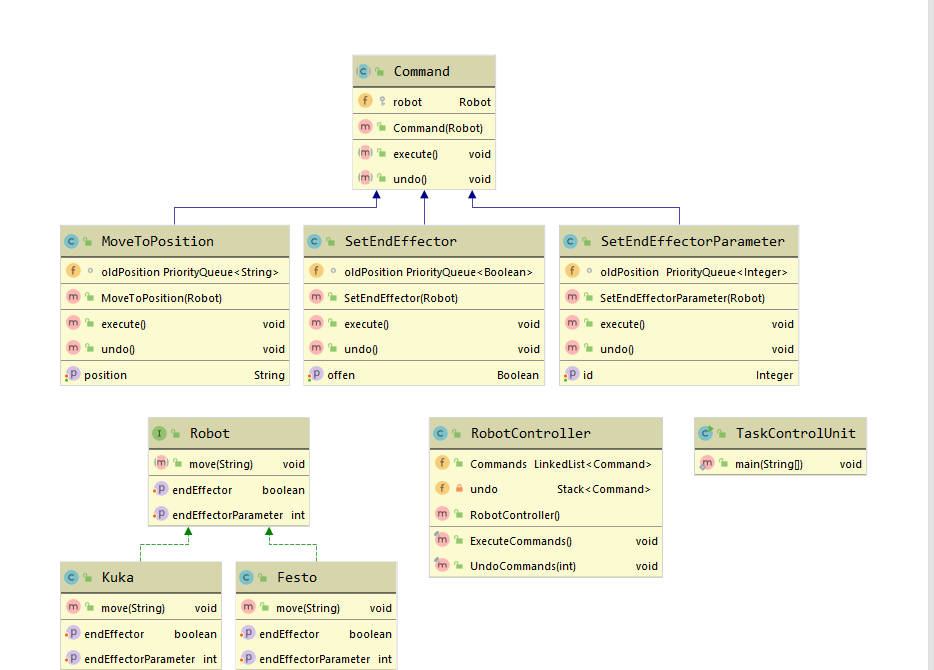 Command
robot Robot
Command(Robot)
execute() void
undo() void
MoveToPosition
oldPosition PriorityQueue<String>
MoveToPosition(Robot)
execute() void
undo() void
position String
SetEndEffector
oldPosition PriorityQueue<Boolean>
SetEndEffector(Robot)
execute() void
undo() void
offen Boolean
SetEndEffectorParameter
oldPosition PriorityQueue<Integer>
SetEndEffectorParameter(Robot)
execute() void
undo() void
id Integer
Robot
move(String) void
endEffector boolean
endEffectorParameter int
RobotController
Commands LinkedList<Command>
undo Stack<Command>
RobotController()
ExecuteCommands() void
UndoCommands(int) void
TaskControlUnit
main(String[]) void
Kuka
move(String) void
endEffector boolean
endEffectorParameter int
Festo
move(String) void
endEffector boolean
endEffectorParameter int